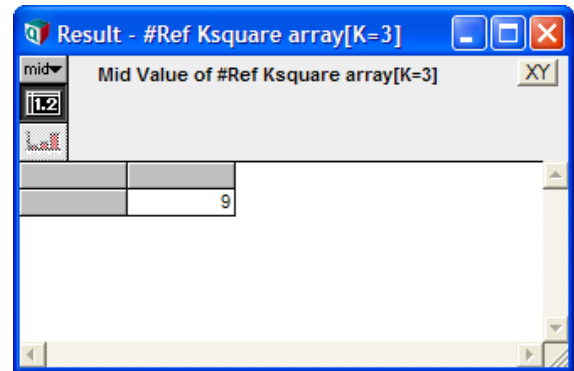 Result - #Ref Ksquare array[K=3]
mid
Mid Value of #Ref Ksquare array[K=3]
XY
1.2
9